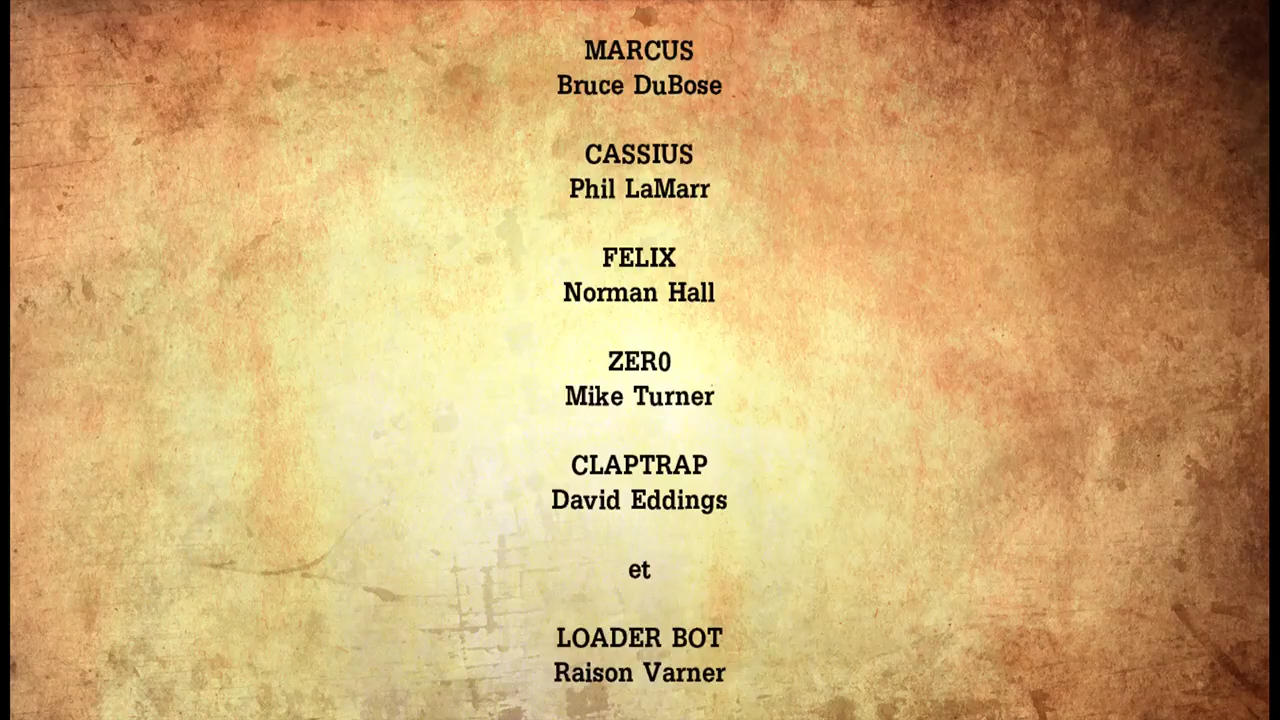 MARCUS
Bruce DuBose
CASSIUS
Phil LaMarr
FELIX
Norman Hall
ZER0
Mike Turner
CLAPTRAP
David Eddings
et
LOADER BOT
Raison Varner